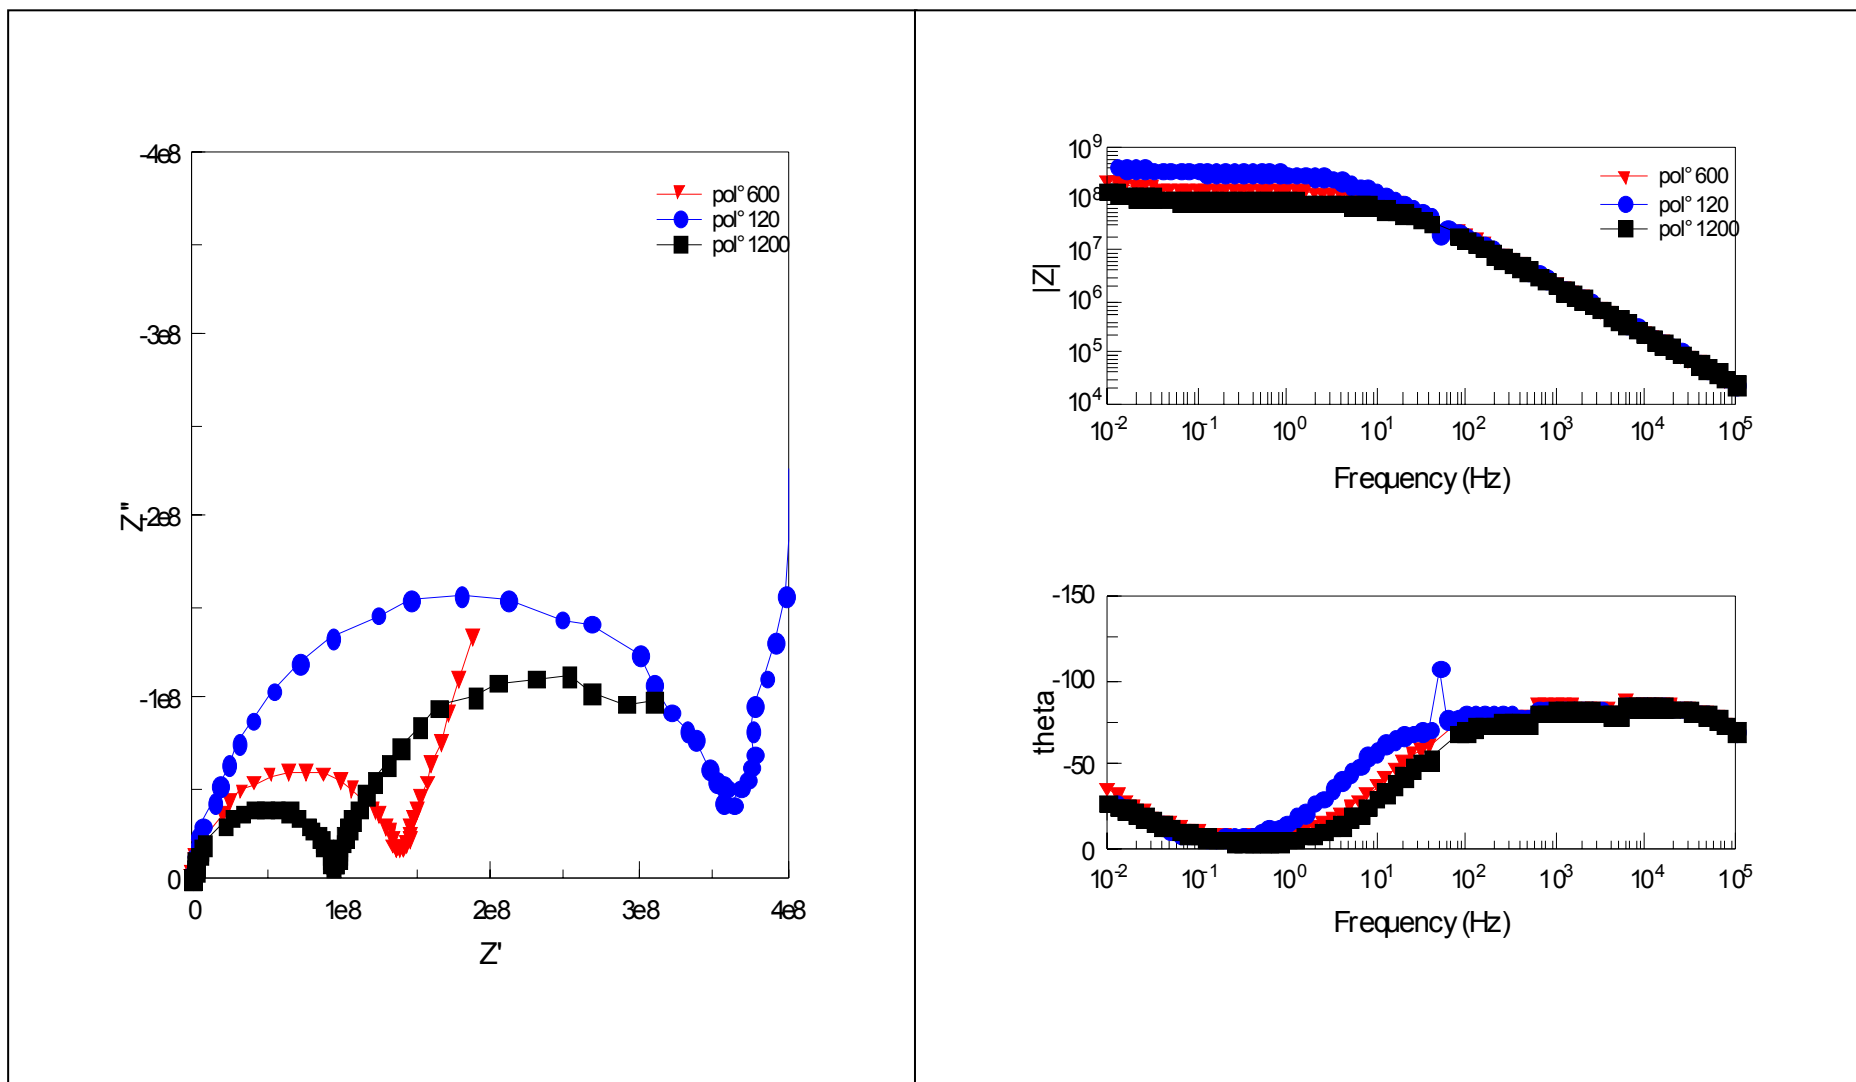 -4e8
-3e8
-2e8
-1e8
0
Z''
pol° 600
pol° 120
pol° 1200
0
1e8
2e8
3e8
4e8
Z'
10^9
10^8
10^7
10^6
10^5
10^4
|Z|
pol° 600
pol° 120
pol° 1200
10^-2
10^-1
10^0
10^1
10^2
10^3
10^4
10^5
Frequency (Hz)
-150
-100
-50
0
theta
10^-2
10^-1
10^0
10^1
10^2
10^3
10^4
10^5
Frequency (Hz)